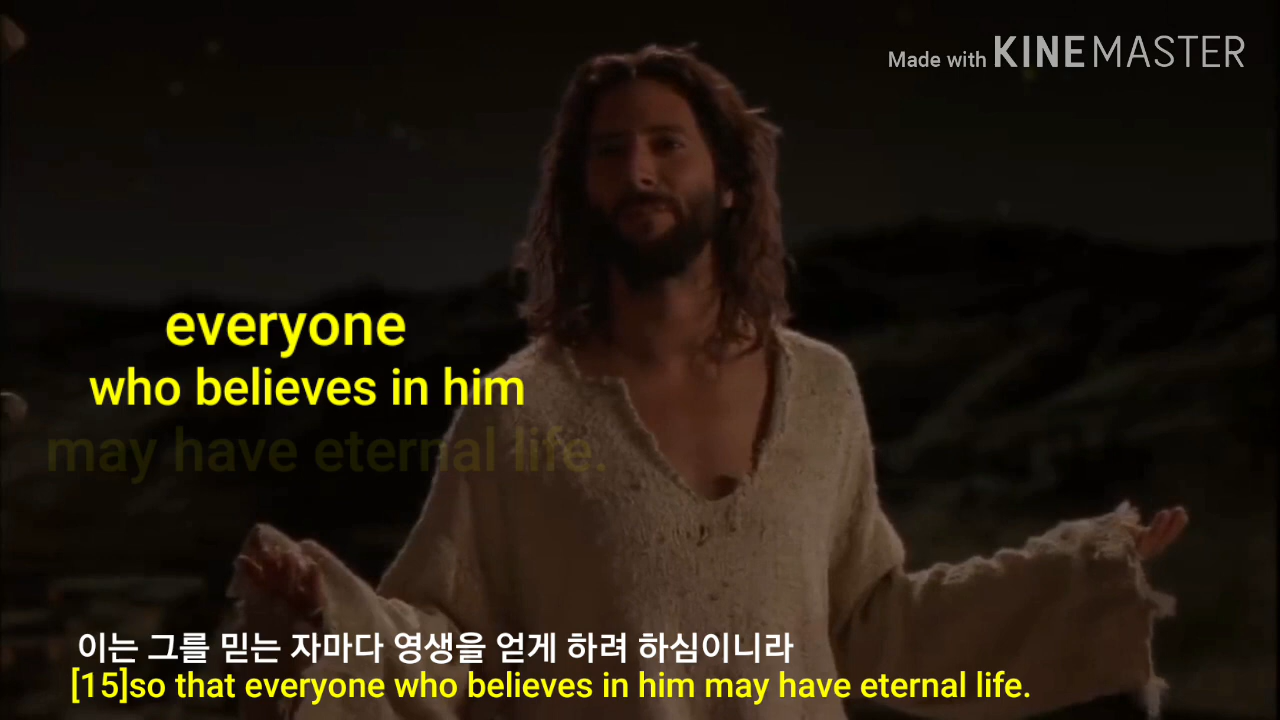 Made with KINEMASTER
everyone
who believes in him
may have eternal life.
이는 그를 믿는 자마다 영생을 얻게 하려 하심이니라
[15]so that everyone who believes in him may have eternal life.